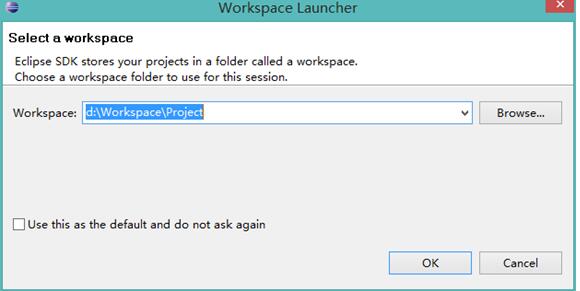 Workspace Launcher
Select a workspace
Eclipse SDK stores your projects in a folder called a workspace.
Choose a workspace folder to use for this session.
Workspace: d:\Workspace\Project Browse...
Use this as the default and do not ask again
OK Cancel